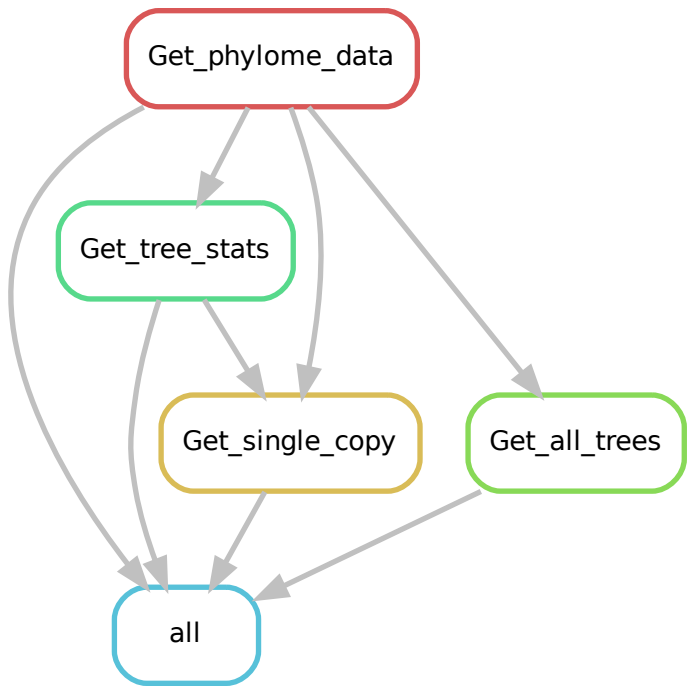 Get_phylome_data
Get_tree_stats
Get_single_copy
Get_all_trees
all